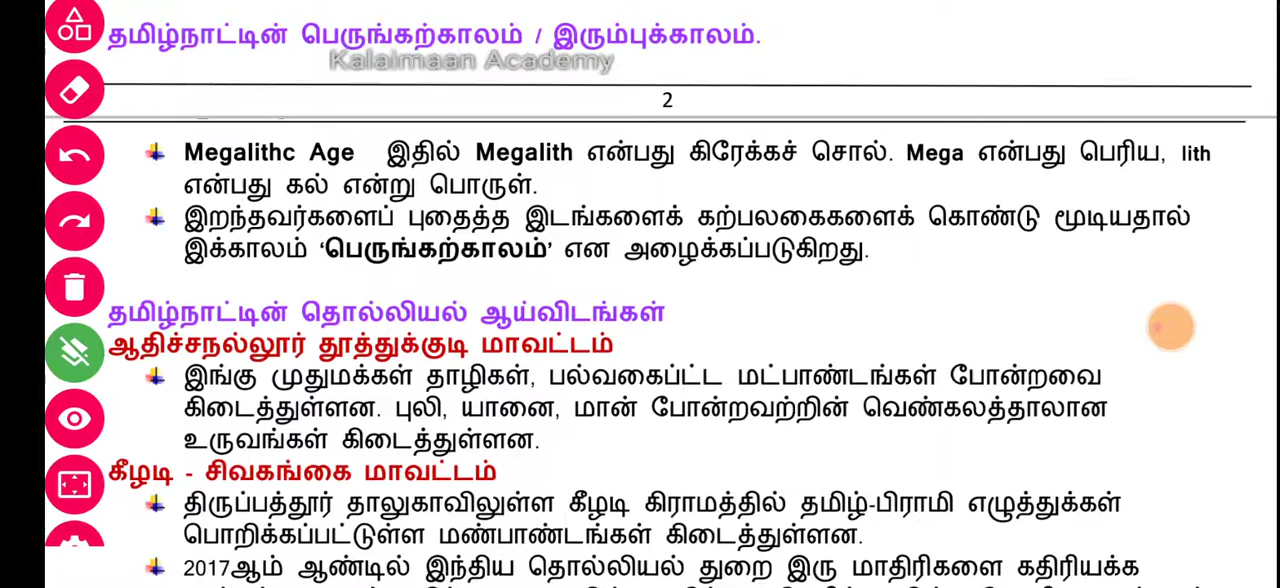 தமிழ்நாட்டின் பெருங்கற்காலம் / இரும்புக்காலம்.
Kalaimaan Academy
2
Megalithc Age இதில் Megalith என்பது கிரேக்கச் சொல். Mega என்பது பெரிய, lith
என்பது கல் என்று பொருள்.
இறந்தவர்களைப் புதைத்த இடங்களைக் கற்பலகைகளைக் கொண்டு மூடியதால்
இக்காலம் ‘பெருங்கற்காலம்’ என அழைக்கப்படுகிறது.
தமிழ்நாட்டின் தொல்லியல் ஆய்விடங்கள்
ஆதிச்சநல்லூர் தூத்துக்குடி மாவட்டம்
இங்கு முதுமக்கள் தாழிகள், பல்வகைப்ட்ட மட்பாண்டங்கள் போன்றவை
கிடைத்துள்ளன. புலி, யானை, மான் போன்றவற்றின் வெண்கலத்தாலான
உருவங்கள் கிடைத்துள்ளன.
கீழடி - சிவகங்கை மாவட்டம்
திருப்பத்தூர் தாலுகாவிலுள்ள கீழடி கிராமத்தில் தமிழ்-பிராமி எழுத்துக்கள்
பொறிக்கப்பட்டுள்ள மண்பாண்டங்கள் கிடைத்துள்ளன.
2017ஆம் ஆண்டில் இந்திய தொல்லியல் துறை இரு மாதிரிகளை கதிரியக்க